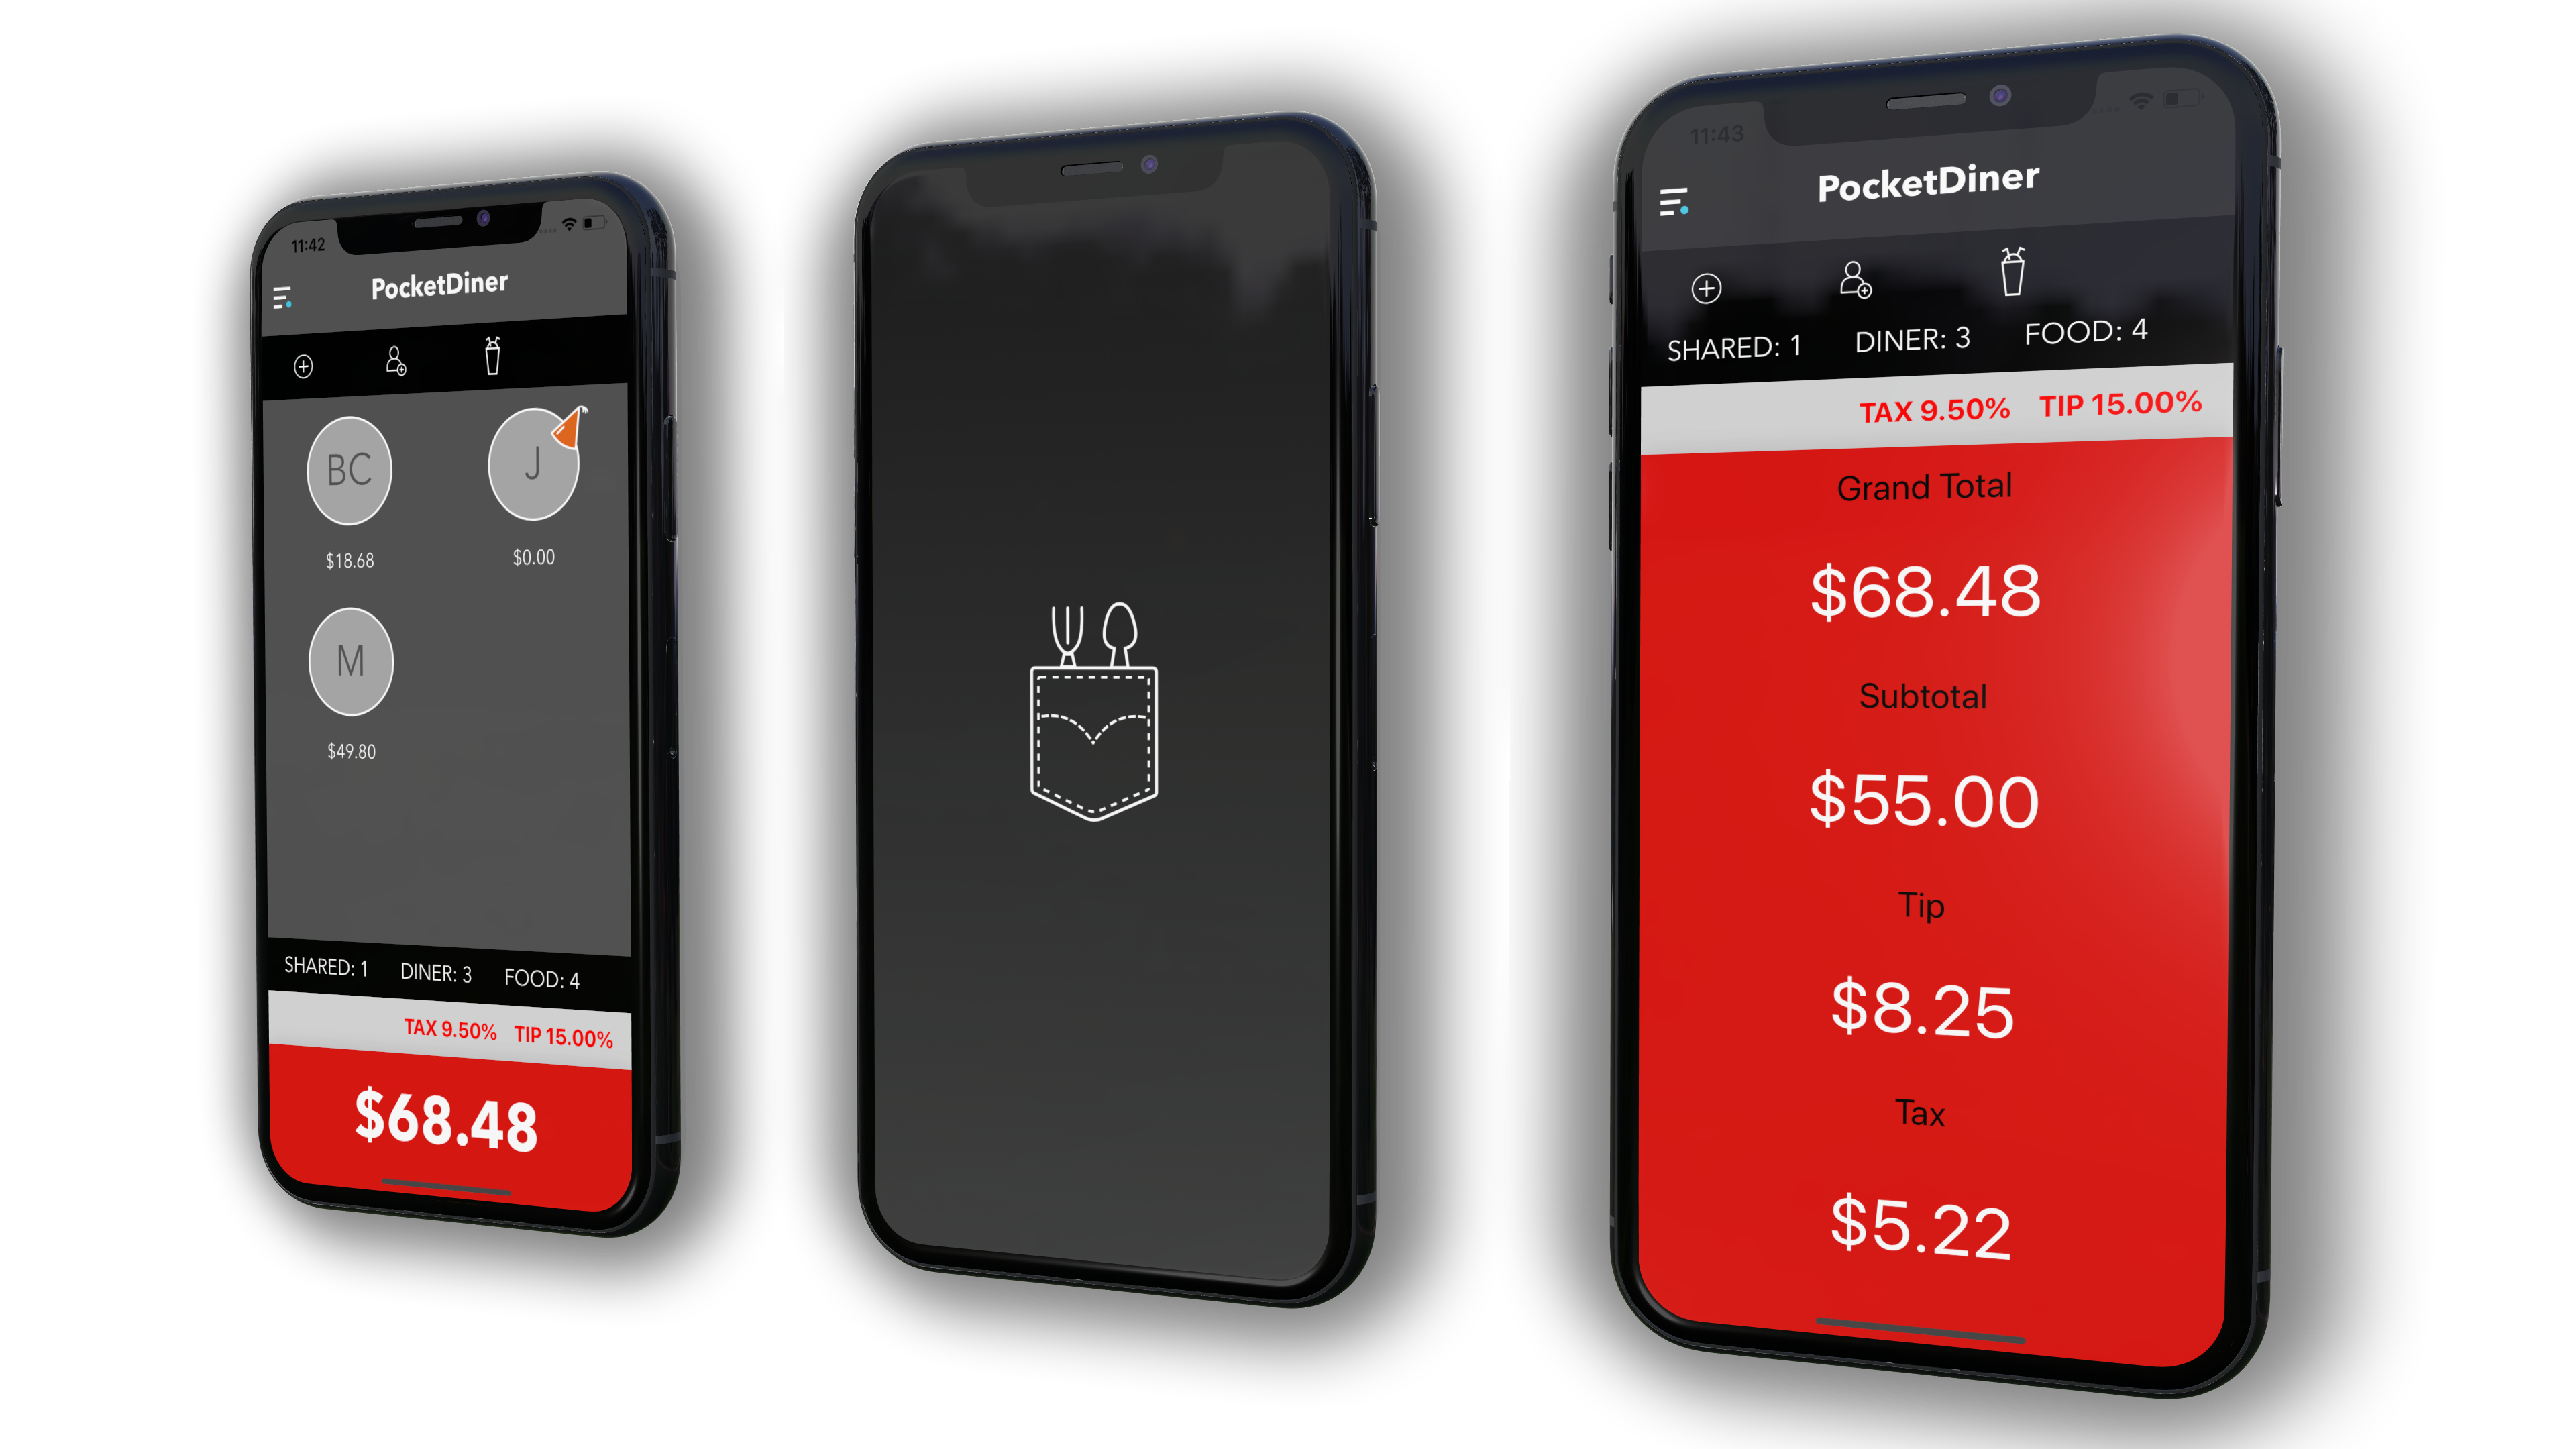 11:42
PocketDiner
BC
J
$18.68
$0.00
M
$49.80
SHARED: 1 DINER: 3 FOOD: 4
TAX 9.50% TIP 15.00%
$68.48
11:43
PocketDiner
SHARED: 1 DINER: 3 FOOD: 4
TAX 9.50% TIP 15.00%
Grand Total
$68.48
Subtotal
$55.00
Tip
$8.25
Tax
$5.22